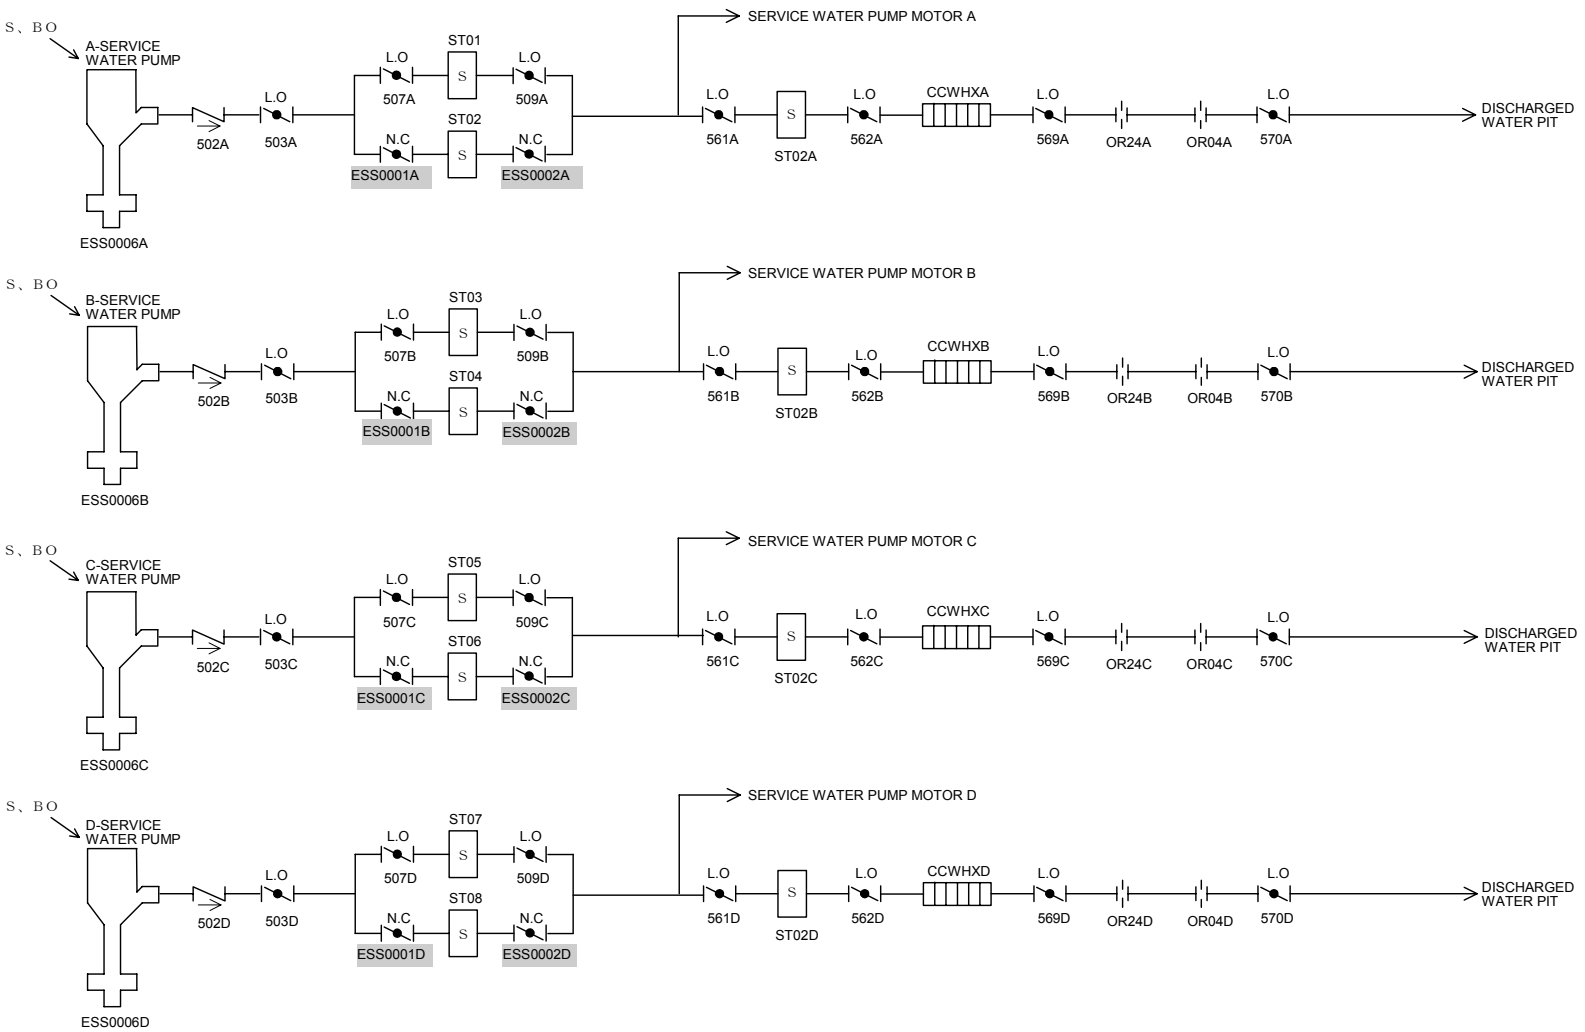 SERVICE WATER PUMP MOTOR A
S、BO
A-SERVICE
WATER PUMP
ST01
L.O
L.O
S
507A
509A
CCWHXA
L.O
L.O
L.O
L.O
L.O
S
DISCHARGED
WATER PIT
ST02
502A
503A
N.C
N.C
S
561A
562A
569A
OR24A
OR04A
570A
ST02A
ESS0001A
ESS0002A
ESS0006A
SERVICE WATER PUMP MOTOR B
S、BO
B-SERVICE
WATER PUMP
ST03
L.O
L.O
S
507B
509B
CCWHXB
L.O
L.O
L.O
L.O
L.O
S
DISCHARGED
WATER PIT
ST04
502B
503B
N.C
N.C
S
561B
562B
569B
OR24B
OR04B
570B
ST02B
ESS0001B
ESS0002B
ESS0006B
SERVICE WATER PUMP MOTOR C
S、BO
C-SERVICE
WATER PUMP
ST05
L.O
L.O
S
507C
509C
CCWHXC
L.O
L.O
L.O
L.O
L.O
S
DISCHARGED
WATER PIT
ST06
502C
503C
N.C
N.C
S
561C
562C
569C
OR24C
OR04C
570C
ST02C
ESS0001C
ESS0002C
ESS0006C
SERVICE WATER PUMP MOTOR D
S、BO
D-SERVICE
WATER PUMP
ST07
L.O
L.O
S
507D
509D
CCWHXD
L.O
L.O
L.O
L.O
L.O
S
DISCHARGED
WATER PIT
ST08
502D
503D
N.C
N.C
S
561D
562D
569D
OR24D
OR04D
570D
ST02D
ESS0001D
ESS0002D
ESS0006D